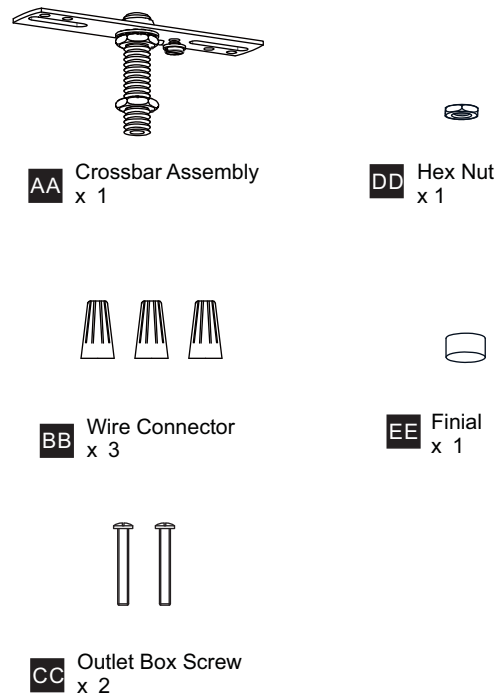 AA Crossbar Assembly
x 1
DD Hex Nut
x 1
BB Wire Connector
x 3
EE Finial
x 1
CC Outlet Box Screw
x 2